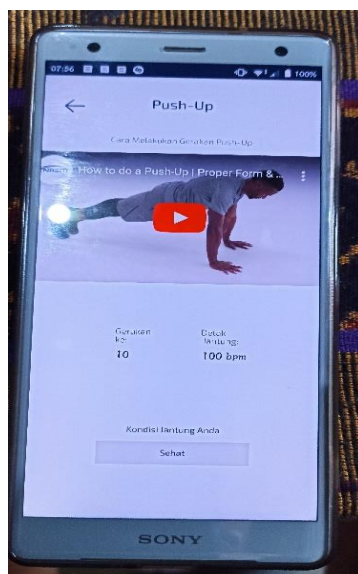 07:56
100%
Push-Up
Cara Melakukan Gerakan Push-Up
How to do a Push-Up | Proper Form & ...
Gerakan ke:
10
Detak Jantung:
100 bpm
Kondisi Jantung Anda
Sehat
SONY